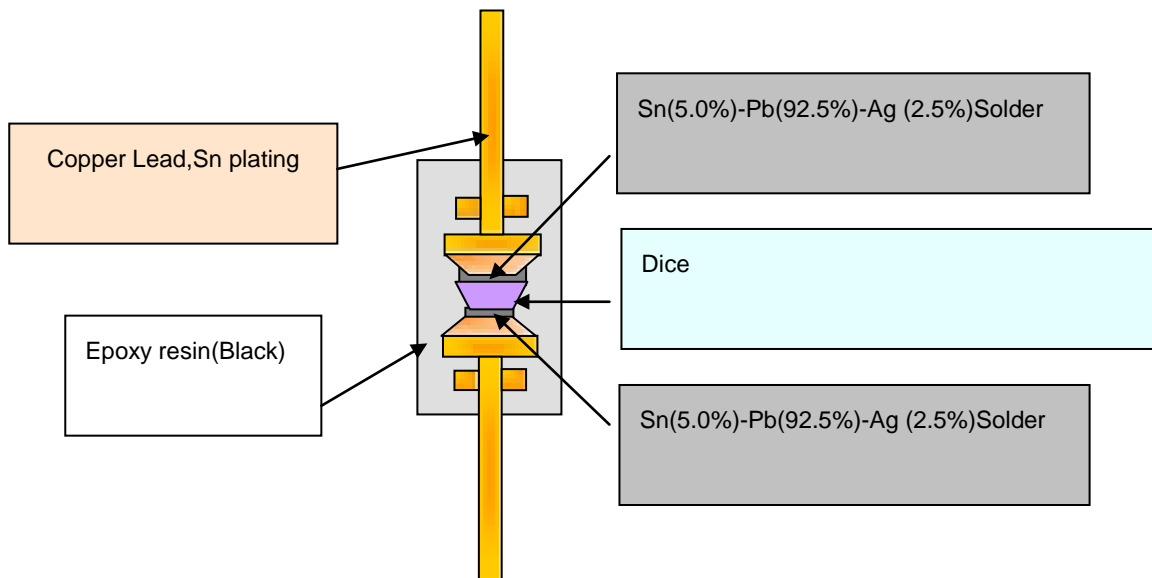 Sn(5.0%)-Pb(92.5%)-Ag (2.5%)Solder
Copper Lead,Sn plating
Dice
Epoxy resin(Black)
Sn(5.0%)-Pb(92.5%)-Ag (2.5%)Solder